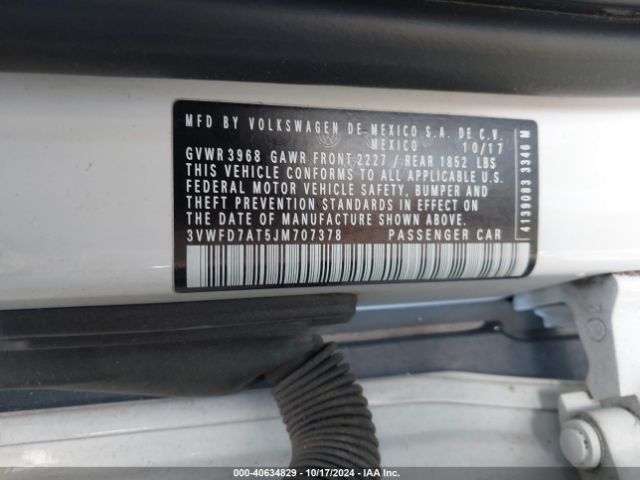 MFD BY VOLKSWAGEN DE MEXICO S.A. DE C.V.
MEXICO 10/17
GVWR 3968 GAWR FRONT 2227 / REAR 1852 LBS
THIS VEHICLE CONFORMS TO ALL APPLICABLE U.S.
FEDERAL MOTOR VEHICLE SAFETY, BUMPER AND
THEFT PREVENTION STANDARDS IN EFFECT ON
THE DATE OF MANUFACTURE SHOWN ABOVE.
3VWFD7AT5JM707378 PASSENGER CAR
4139083 3346 M
000-40634829 - 10/17/2024 - IAA Inc.